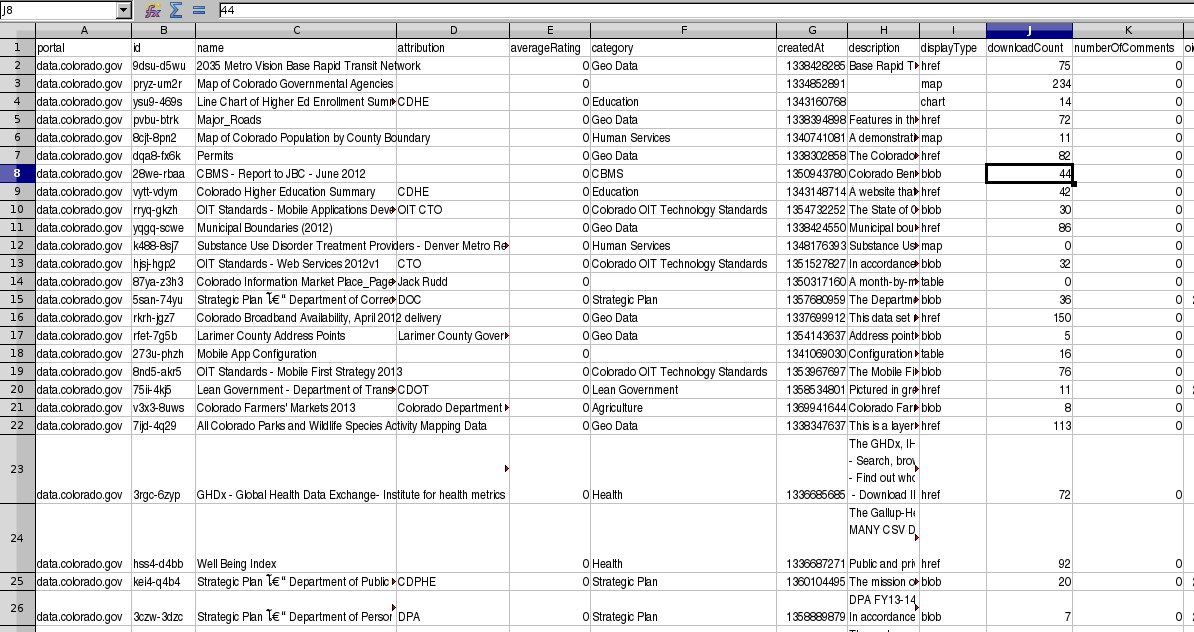 J8 44
A B C D E F G H I J K
1 portal id name attribution averageRating category createdAt description displayType downloadCount numberOfComments
2 data.colorado.gov 9dsu-d5wu 2035 Metro Vision Base Rapid Transit Network 0 Geo Data 1338428285 Base Rapid T href 75 0
3 data.colorado.gov pryz-um2r Map of Colorado Governmental Agencies 0 1334852891 map 234 0
4 data.colorado.gov ysu9-469s Line Chart of Higher Ed Enrollment Sum CDHE 0 Education 1343160768 chart 14 0
5 data.colorado.gov pvbu-btrk Major_Roads 0 Geo Data 1338394898 Features in th href 72 0
6 data.colorado.gov 8cjt-8pn2 Map of Colorado Population by County Boundary 0 Human Services 1340741081 A demonstrat map 11 0
7 data.colorado.gov dqa8-fx6k Permits 0 Geo Data 1338302858 The Colorado href 82 0
8 data.colorado.gov 28we-rbaa CBMS - Report to JBC - June 2012 0 CBMS 1350943780 Colorado Ben blob 44 0
9 data.colorado.gov vytt-vdym Colorado Higher Education Summary CDHE 0 Education 1343148714 A website that href 42 0
10 data.colorado.gov rryq-gkzh OIT Standards - Mobile Applications Deve OIT CTO 0 Colorado OIT Technology Standards 1354732252 The State of blob 30 0
11 data.colorado.gov yqgq-scwe Municipal Boundaries (2012) 0 Geo Data 1338424550 Municipal bou href 86 0
12 data.colorado.gov k488-8sj7 Substance Use Disorder Treatment Providers - Denver Metro Re 0 Human Services 1348176393 Substance Us map 0 0
13 data.colorado.gov hjsj-hgp2 OIT Standards - Web Services 2012v1 CTO 0 Colorado OIT Technology Standards 1351527827 In accordance blob 32 0
14 data.colorado.gov 87ya-z3h3 Colorado Information Market Place_Page Jack Rudd 0 1350317160 A month-by-m table 0 0
15 data.colorado.gov 5san-74yu Strategic Plan Department of Corre DOC 0 Strategic Plan 1357680959 The Departm blob 36 0
16 data.colorado.gov rkrh-jgz7 Colorado Broadband Availability, April 2012 delivery 0 Geo Data 1337699912 This data set href 150 0
17 data.colorado.gov rfet-7g5b Larimer County Address Points Larimer County Gover 0 Geo Data 1354143637 Address point blob 5 0
18 data.colorado.gov 273u-phzh Mobile App Configuration 0 1341069030 Configuration table 16 0
19 data.colorado.gov 8nd5-akr5 OIT Standards - Mobile First Strategy 2013 0 Colorado OIT Technology Standards 1353967697 The Mobile Fi blob 76 0
20 data.colorado.gov 75ii-4kj5 Lean Government - Department of Trans CDOT 0 Lean Government 1358534801 Pictured in gre href 11 0
21 data.colorado.gov v3x3-8uws Colorado Farmers' Markets 2013 Colorado Department 0 Agriculture 1369941644 Colorado Far blob 8 0
22 data.colorado.gov 7ijd-4q29 All Colorado Parks and Wildlife Species Activity Mapping Data 0 Geo Data 1338347637 This is a layer href 113 0
The GHDx, IH
23 - Search, brow
- Find out who
data.colorado.gov 3rgc-6zyp GHDx - Global Health Data Exchange- Institute for health metrics 0 Health 1336685685 - Download II href 72 0
The Gallup-He
MANY CSV D
24
data.colorado.gov hss4-d4bb Well Being Index 0 Health 1336687271 Public and pri href 92 0
25 data.colorado.gov kei4-q4b4 Strategic Plan Department of Public CDPHE 0 Strategic Plan 1360104495 The mission o blob 20 0
DPA FY13-14
26 data.colorado.gov 3czw-3dzc Strategic Plan Department of Person DPA 0 Strategic Plan 1358889879 In accordance blob 7 0